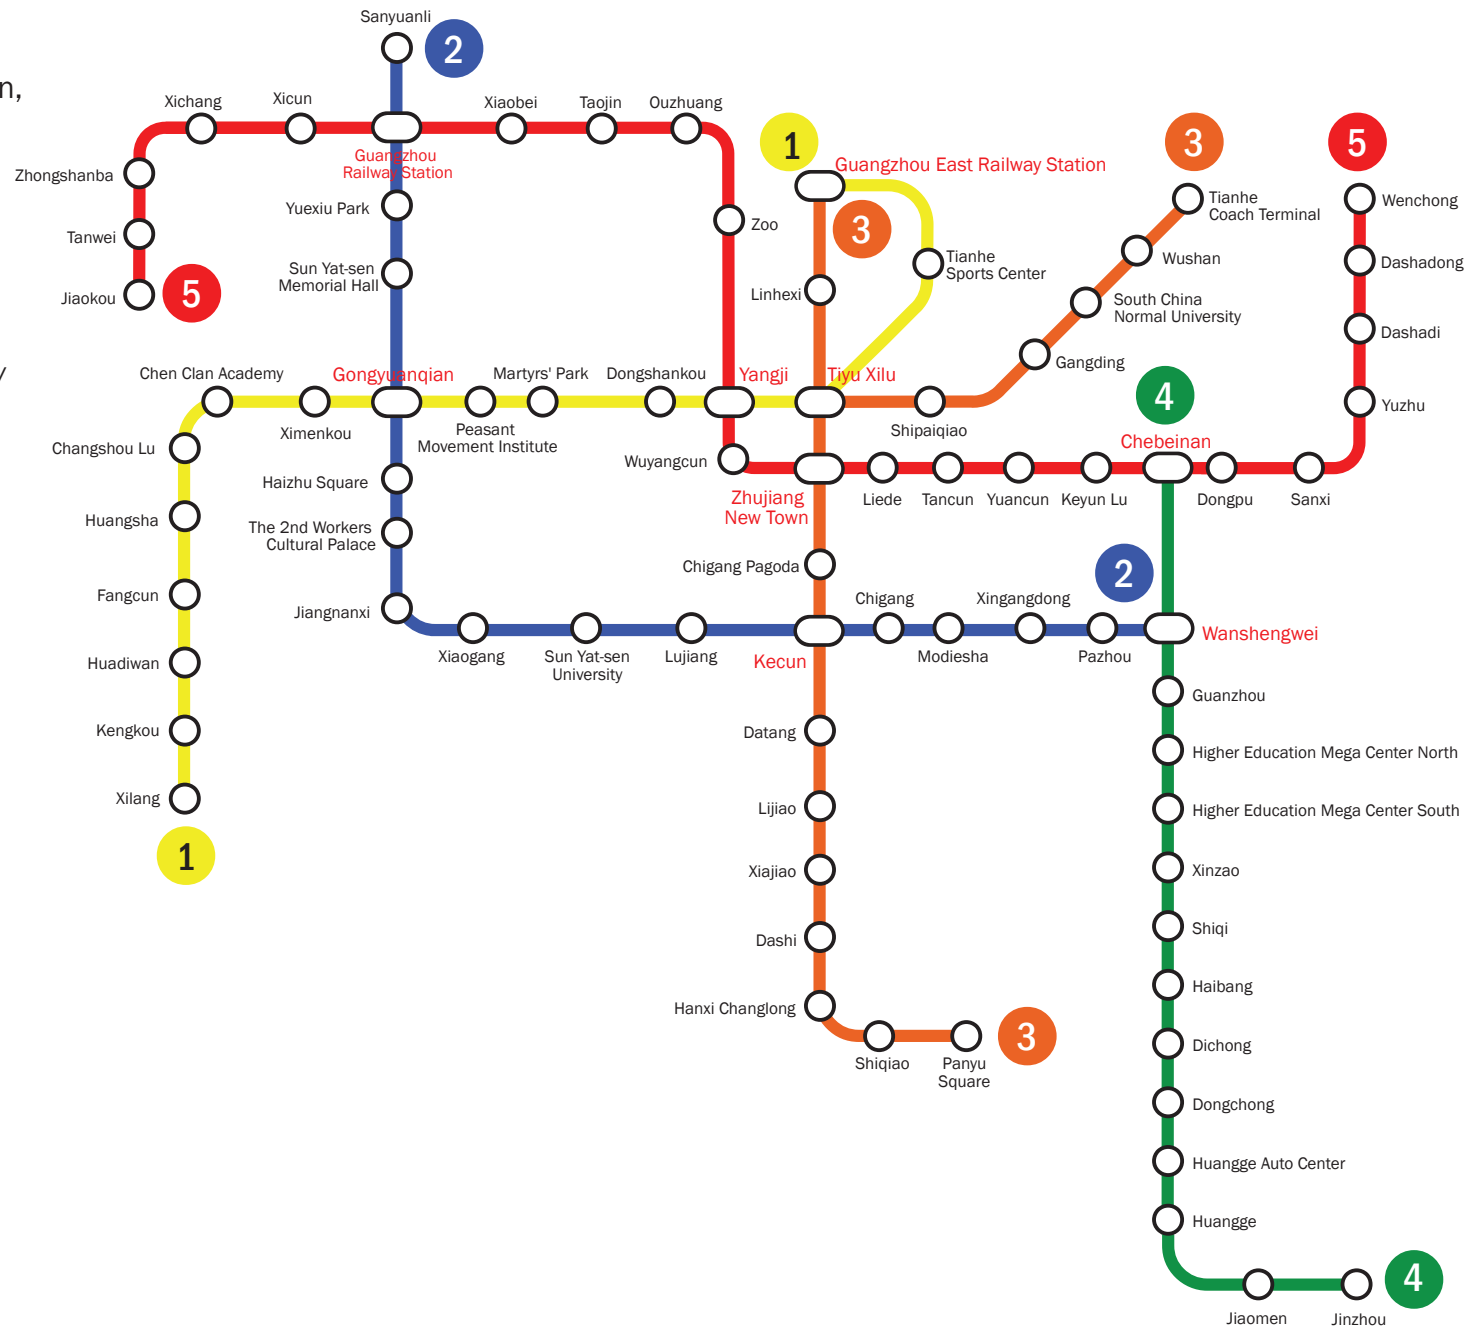 Sanyuanli
2
n,
Xichang
Xicun
Xiaobei
Taojin
Ouzhuang
1
3
5
Guangzhou
Railway Station
Guangzhou East Railway Station
Zhongshanba
Yuexiu Park
Zoo
3
Tianhe
Coach Terminal
Wenchong
Tanwei
Sun Yat-sen
Memorial Hall
Linhexi
Tianhe
Sports Center
Wushan
Dashadong
Jiaokou
5
South China
Normal University
Dashadi
y
Chen Clan Academy
Gongyuanqian
Martyrs' Park
Dongshankou
Yangji
Tiyu Xilu
Gangding
4
Yuzhu
Ximenkou
Peasant
Movement Institute
Shipaiqiao
Chebeinan
Changshou Lu
Wuyangcun
Haizhu Square
Zhujiang
New Town
Liede
Tancun
Yuancun
Keyun Lu
Dongpu
Sanxi
Huangsha
The 2nd Workers
Cultural Palace
Chigang Pagoda
2
Fangcun
Jiangnanxi
Chigang
Xingangdong
Wanshengwei
Huadiwan
Xiaogang
Sun Yat-sen
University
Lujiang
Kecun
Modiesha
Pazhou
Guanzhou
Kengkou
Datang
Higher Education Mega Center North
Xilang
Lijiao
Higher Education Mega Center South
1
Xiajiao
Xinzao
Dashi
Shiqi
Hanxi Changlong
Haibang
3
Shiqiao
Panyu
Square
Dichong
Dongchong
Huangge Auto Center
Huangge
4
Jiaomen
Jinzhou